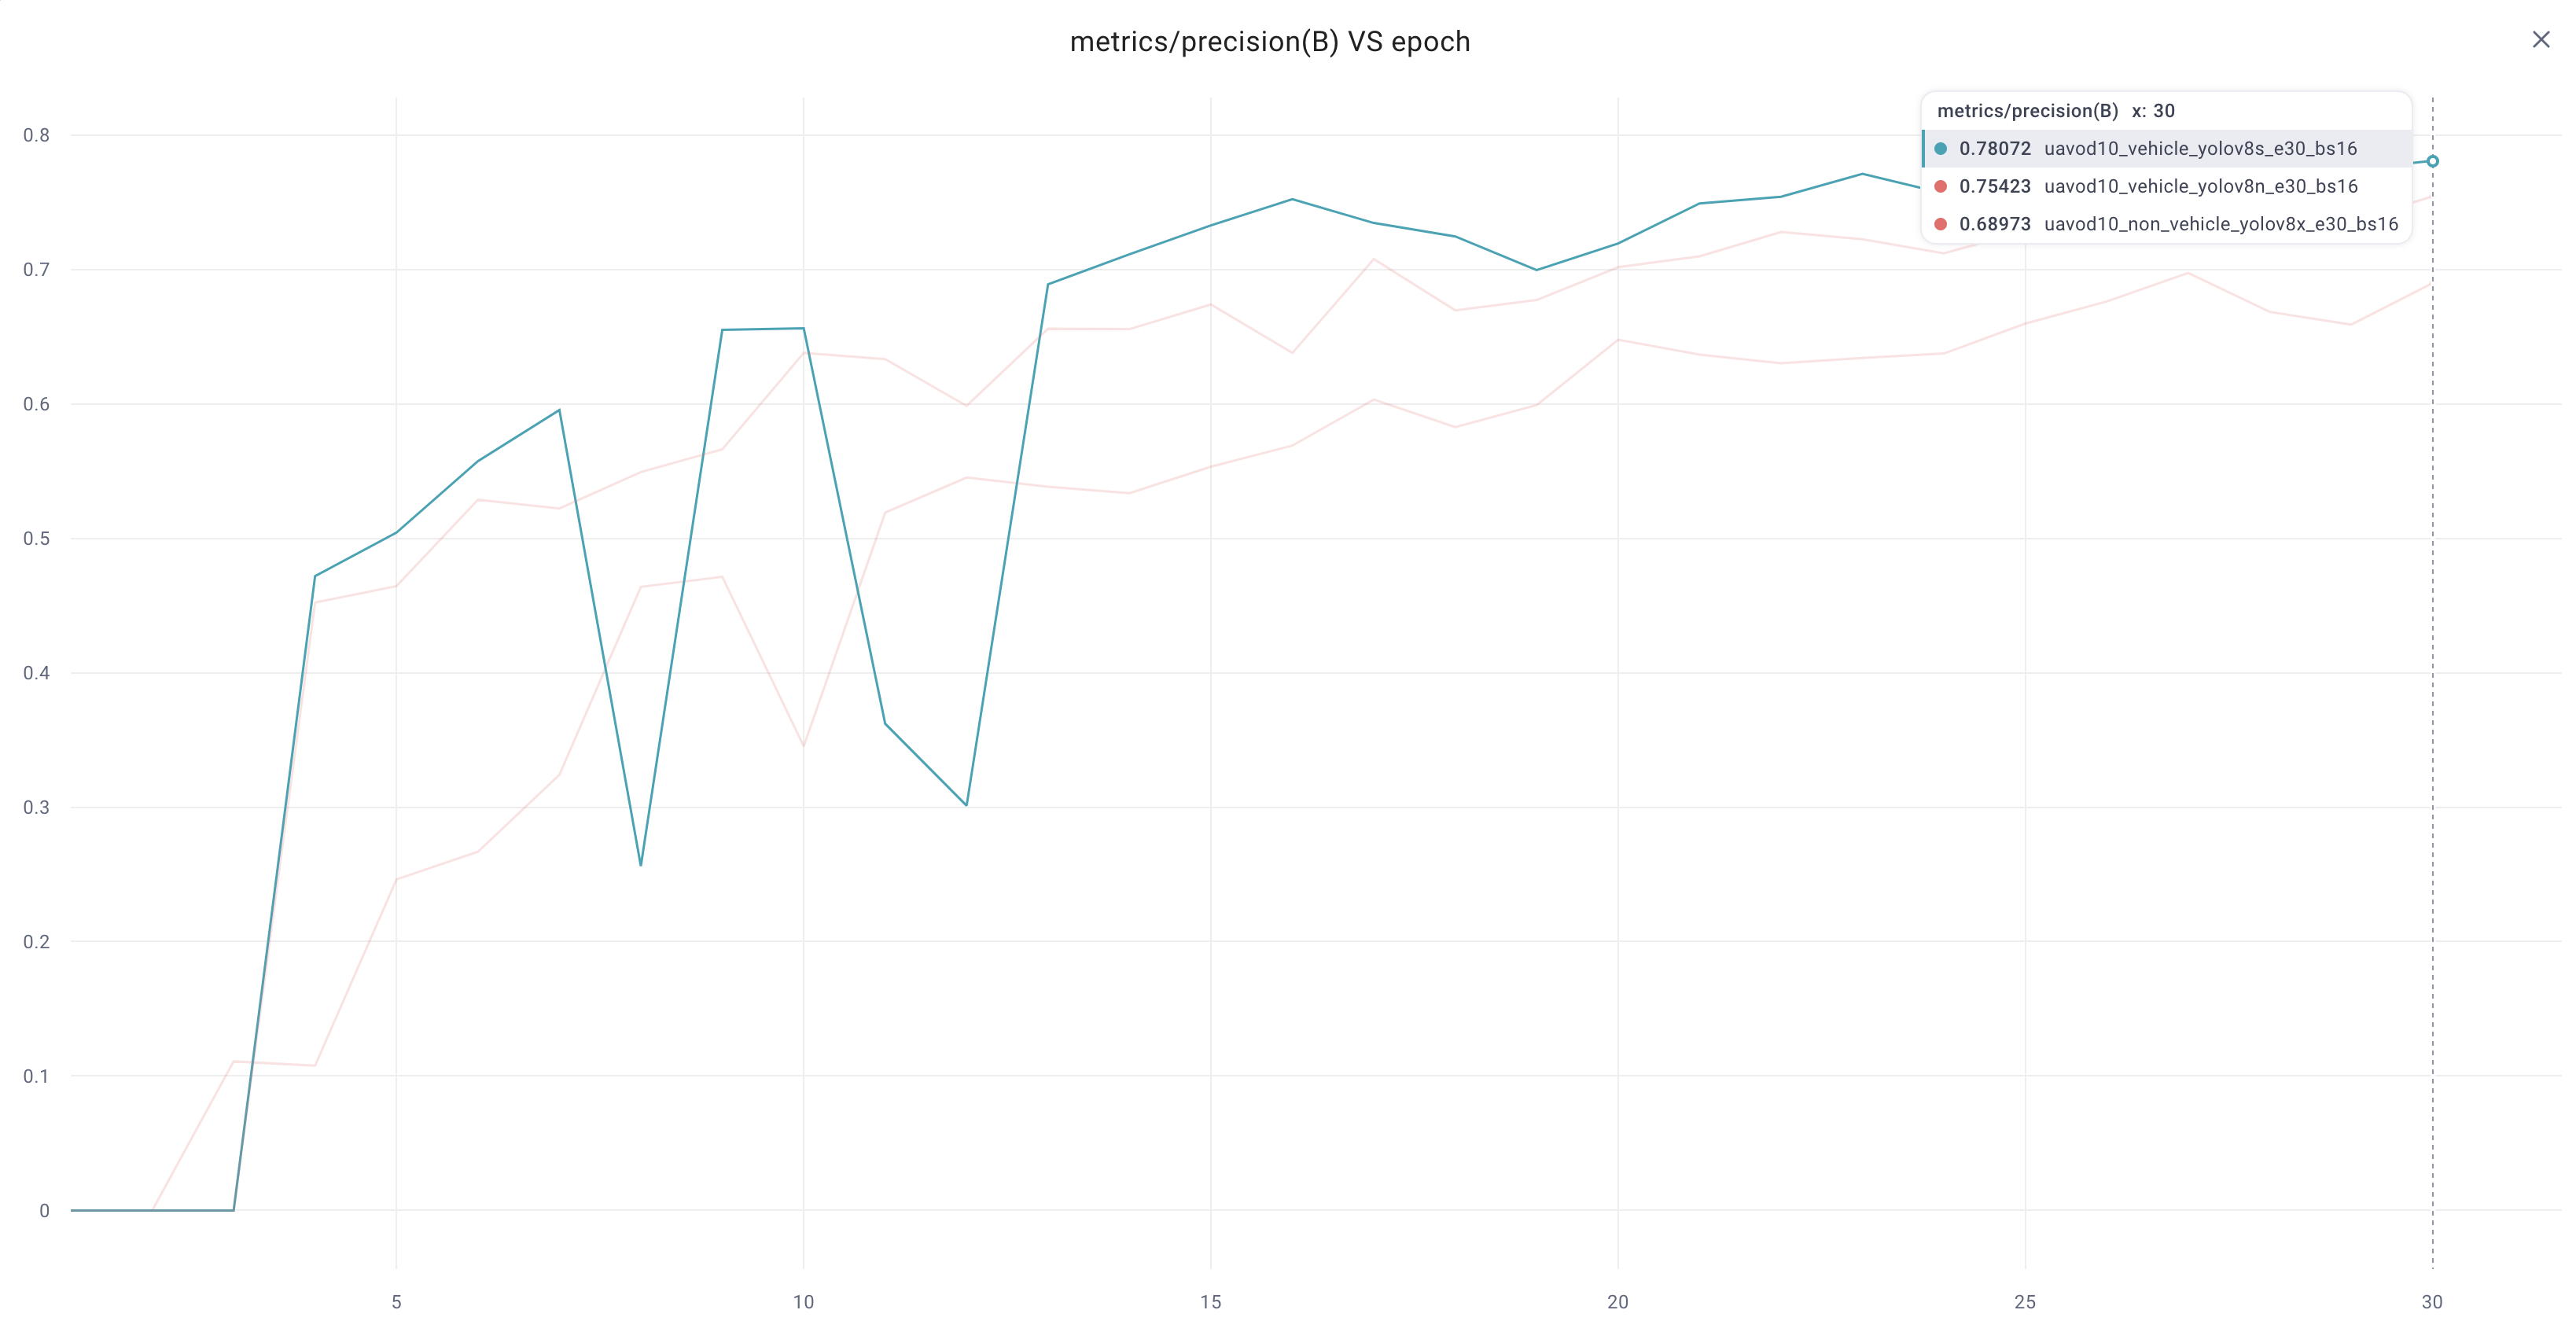 metrics/precision(B) VS epoch
metrics/precision(B) x: 30
0.78072 uavod10_vehicle_yolov8s_e30_bs16
0.75423 uavod10_vehicle_yolov8n_e30_bs16
0.68973 uavod10_non_vehicle_yolov8x_e30_bs16
0.8
0.7
0.6
0.5
0.4
0.3
0.2
0.1
0
5 10 15 20 25 30